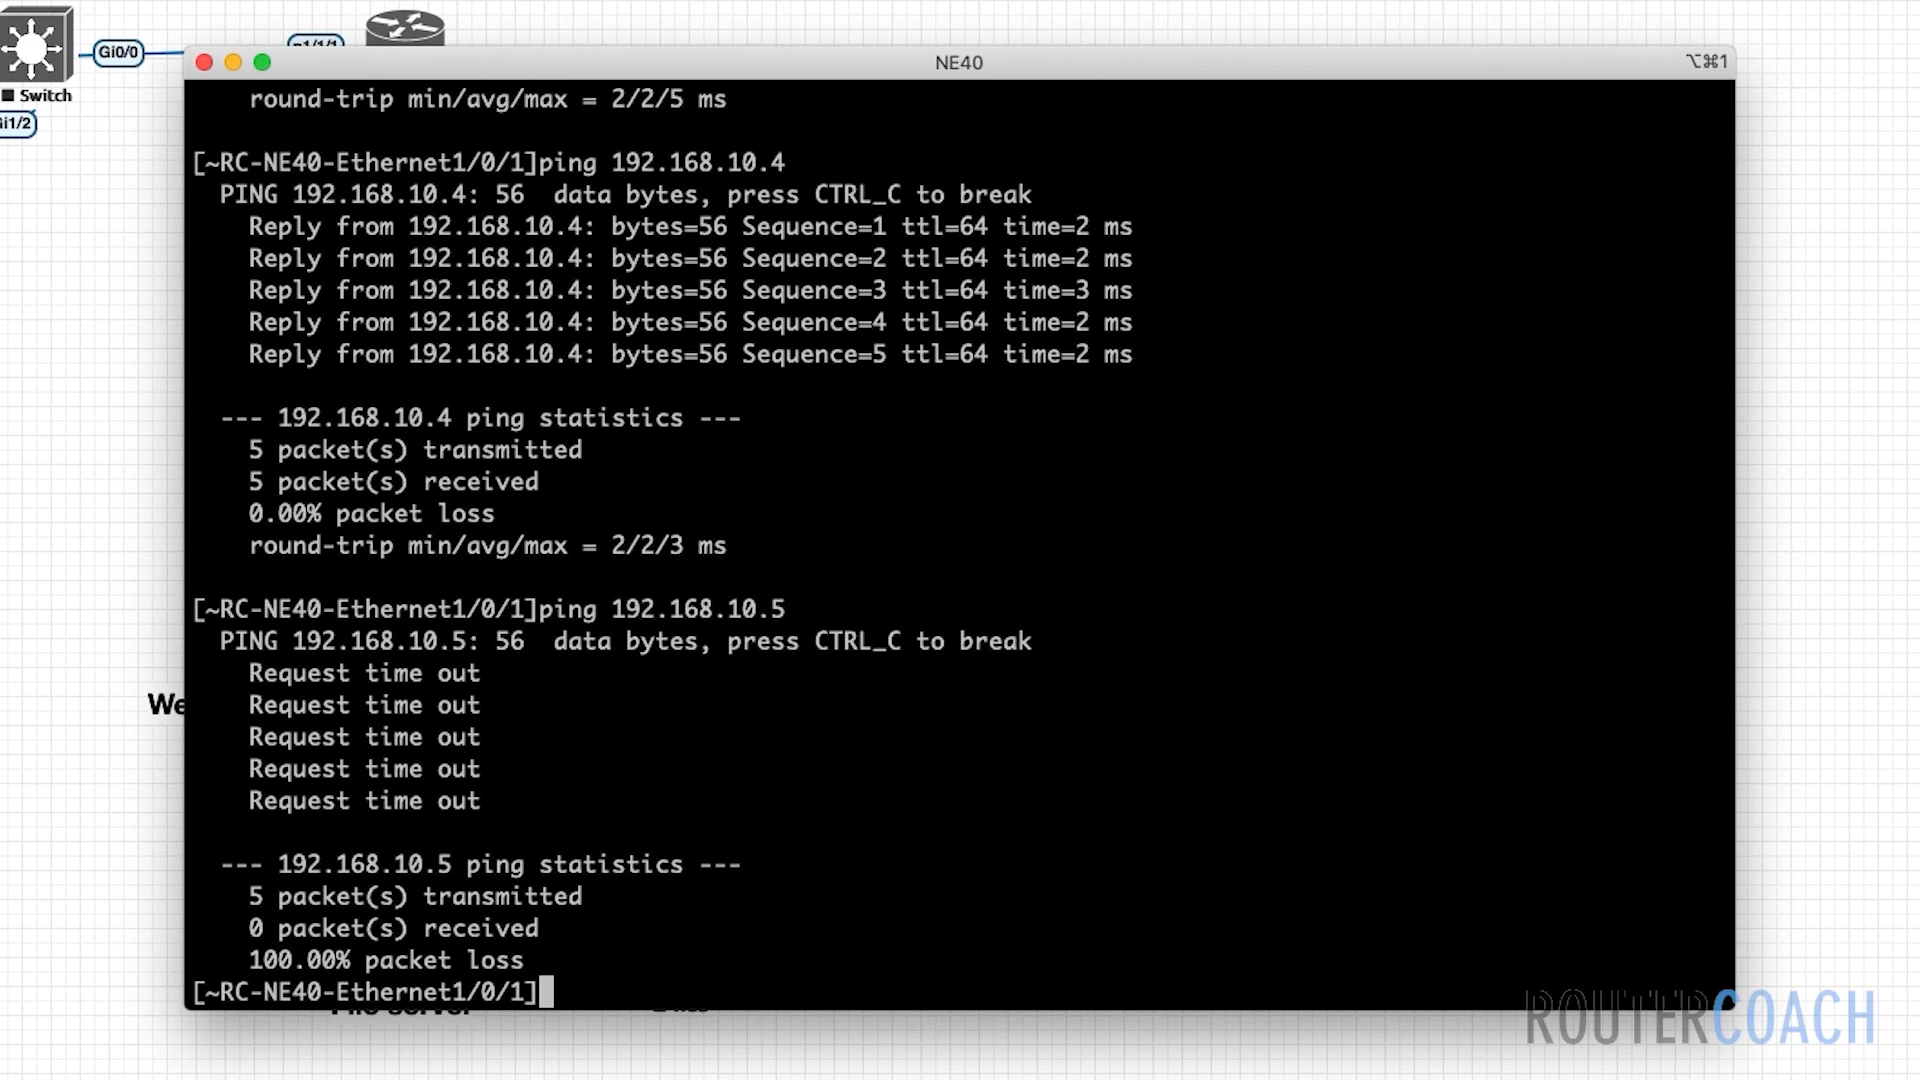 Gi0/0
NE40
⌥⌘1
Switch
Gi1/2
round-trip min/avg/max = 2/2/5 ms
[~RC-NE40-Ethernet1/0/1]ping 192.168.10.4
PING 192.168.10.4: 56  data bytes, press CTRL_C to break
Reply from 192.168.10.4: bytes=56 Sequence=1 ttl=64 time=2 ms
Reply from 192.168.10.4: bytes=56 Sequence=2 ttl=64 time=2 ms
Reply from 192.168.10.4: bytes=56 Sequence=3 ttl=64 time=3 ms
Reply from 192.168.10.4: bytes=56 Sequence=4 ttl=64 time=2 ms
Reply from 192.168.10.4: bytes=56 Sequence=5 ttl=64 time=2 ms
--- 192.168.10.4 ping statistics ---
5 packet(s) transmitted
5 packet(s) received
0.00% packet loss
round-trip min/avg/max = 2/2/3 ms
[~RC-NE40-Ethernet1/0/1]ping 192.168.10.5
PING 192.168.10.5: 56  data bytes, press CTRL_C to break
Request time out
Request time out
We
Request time out
Request time out
Request time out
--- 192.168.10.5 ping statistics ---
5 packet(s) transmitted
0 packet(s) received
100.00% packet loss
[~RC-NE40-Ethernet1/0/1]
ROUTERCOACH